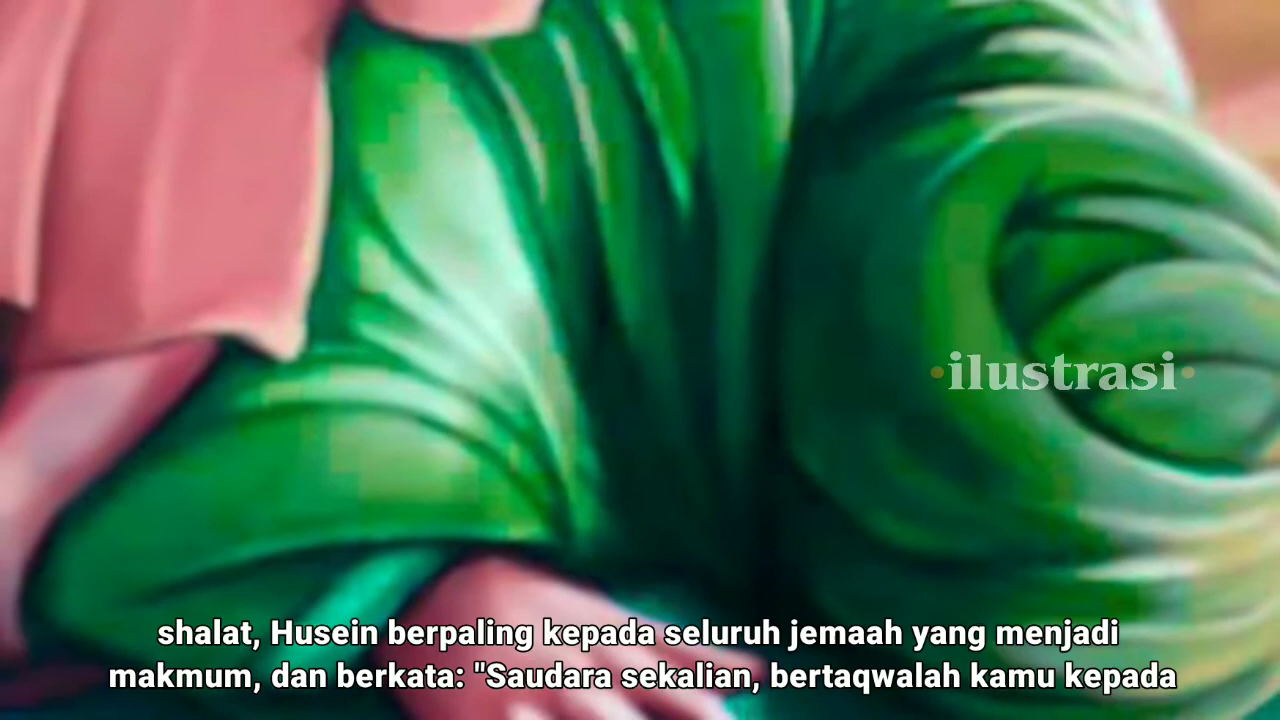 •ilustrasi•
shalat, Husein berpaling kepada seluruh jemaah yang menjadi
makmum, dan berkata: "Saudara sekalian, bertaqwalah kamu kepada